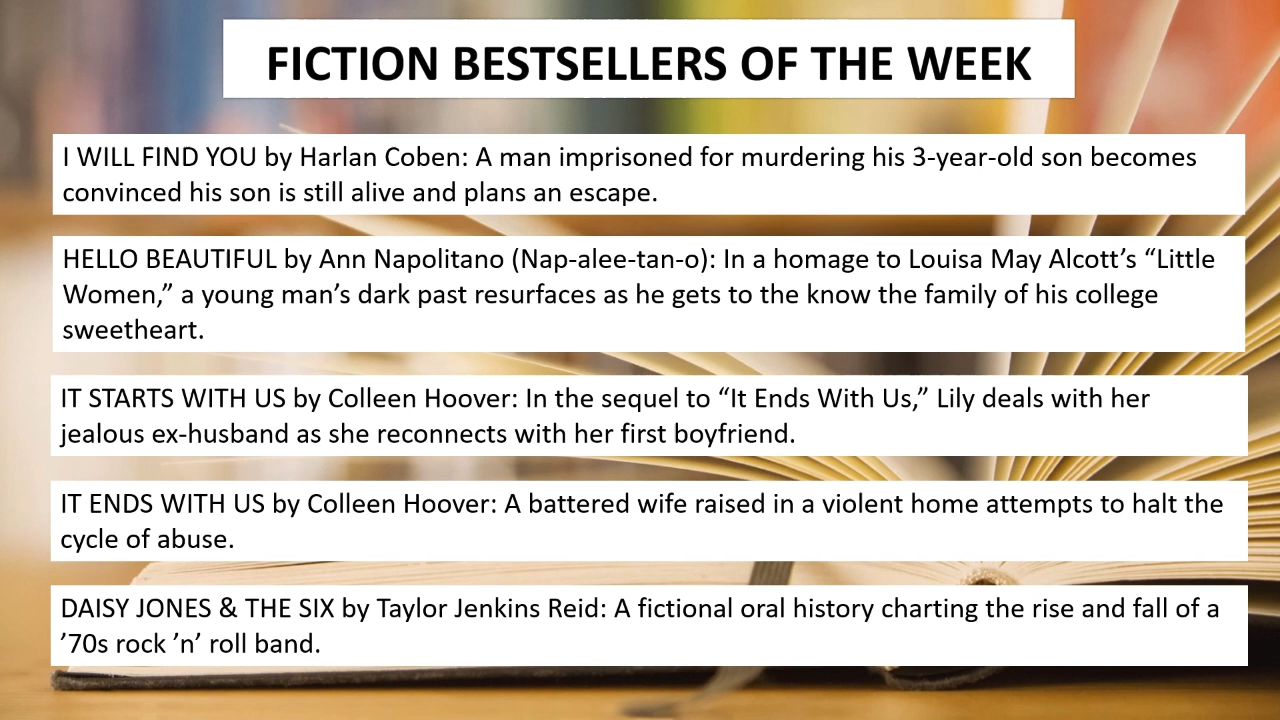 FICTION BESTSELLERS OF THE WEEK
I WILL FIND YOU by Harlan Coben: A man imprisoned for murdering his 3-year-old son becomes
convinced his son is still alive and plans an escape.
HELLO BEAUTIFUL by Ann Napolitano (Nap-alee-tan-o): In a homage to Louisa May Alcott’s “Little
Women,” a young man’s dark past resurfaces as he gets to the know the family of his college
sweetheart.
IT STARTS WITH US by Colleen Hoover: In the sequel to “It Ends With Us,” Lily deals with her
jealous ex-husband as she reconnects with her first boyfriend.
IT ENDS WITH US by Colleen Hoover: A battered wife raised in a violent home attempts to halt the
cycle of abuse.
DAISY JONES & THE SIX by Taylor Jenkins Reid: A fictional oral history charting the rise and fall of a
’70s rock ’n’ roll band.